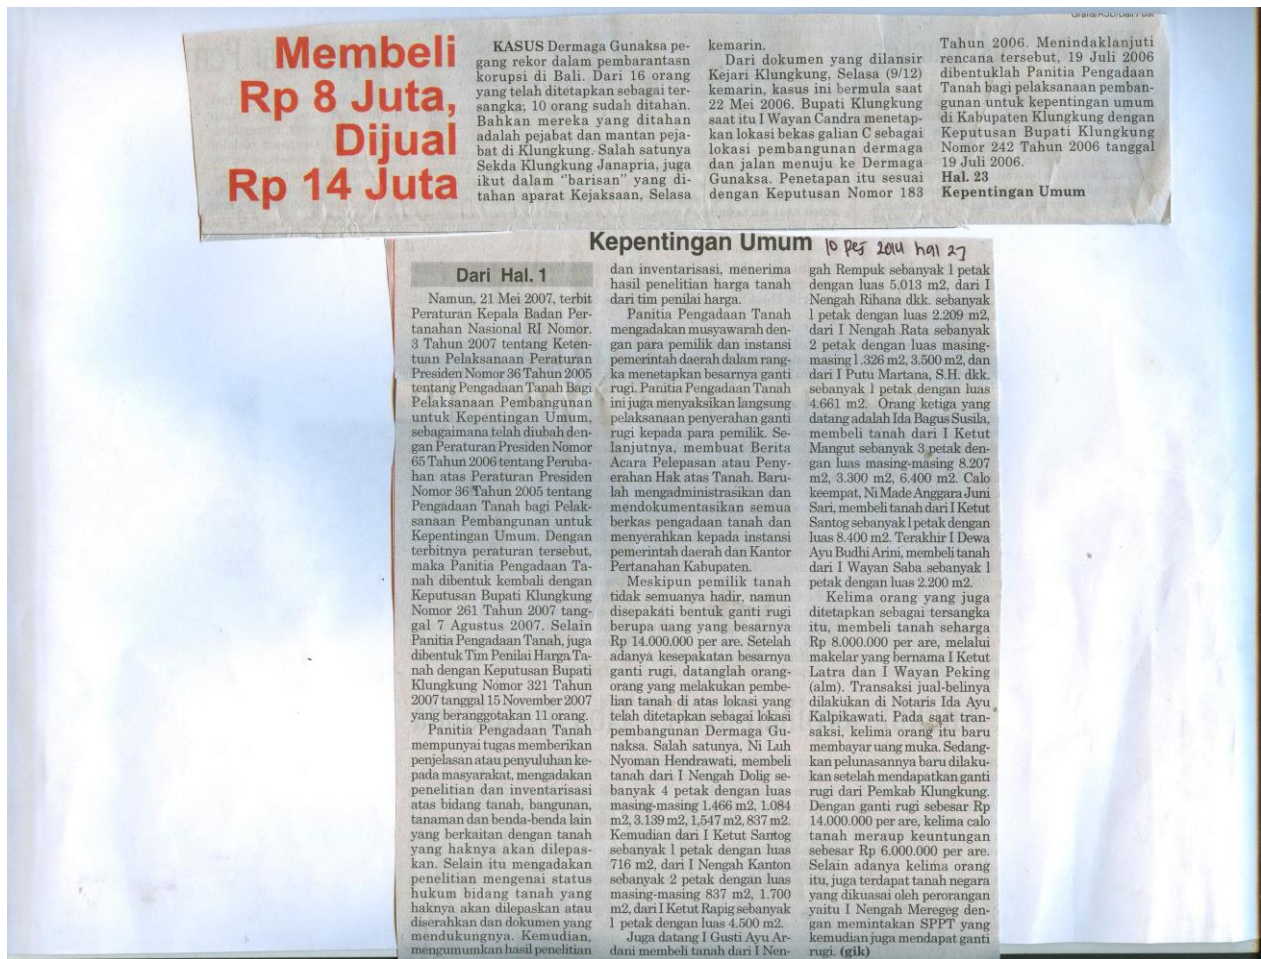 Grafis:AJD/Bali Post
Membeli
Rp 8 Juta,
Dijual
Rp 14 Juta
KASUS Dermaga Gunaksa pe-
gang rekor dalam pembarantasn
korupsi di Bali. Dari 16 orang
yang telah ditetapkan sebagai ter-
sangka, 10 orang sudah ditahan.
Bahkan mereka yang ditahan
adalah pejabat dan mantan peja-
bat di Klungkung. Salah satunya
Sekda Klungkung Janapria, juga
ikut dalam "barisan" yang di-
tahan aparat Kejaksaan, Selasa
kemarin.
Dari dokumen yang dilansir
Kejari Klungkung, Selasa (9/12)
kemarin, kasus ini bermula saat
22 Mei 2006. Bupati Klungkung
saat itu I Wayan Candra menetap-
kan lokasi bekas galian C sebagai
lokasi pembangunan dermaga
dan jalan menuju ke Dermaga
Gunaksa. Penetapan itu sesuai
dengan Keputusan Nomor 183
Tahun 2006. Menindaklanjuti
rencana tersebut, 19 Juli 2006
dibentuklah Panitia Pengadaan
Tanah bagi pelaksanaan pemban-
gunan untuk kepentingan umum
di Kabupaten Klungkung dengan
Keputusan Bupati Klungkung
Nomor 242 Tahun 2006 tanggal
19 Juli 2006.
Hal. 23
Kepentingan Umum
Kepentingan Umum
10 Des 2014 hal 27
Dari Hal. 1
Namun, 21 Mei 2007, terbit
Peraturan Kepala Badan Per-
tanahan Nasional RI Nomor.
3 Tahun 2007 tentang Keten-
tuan Pelaksanaan Peraturan
Presiden Nomor 36 Tahun 2005
tentang Pengadaan Tanah Bagi
Pelaksanaan Pembangunan
untuk Kepentingan Umum,
sebagaimana telah diubah den-
gan Peraturan Presiden Nomor
65 Tahun 2006 tentang Peruba-
han atas Peraturan Presiden
Nomor 36 Tahun 2005 tentang
Pengadaan Tanah bagi Pelak-
sanaan Pembangunan untuk
Kepentingan Umum. Dengan
terbitnya peraturan tersebut,
maka Panitia Pengadaan Ta-
nah dibentuk kembali dengan
Keputusan Bupati Klungkung
Nomor 261 Tahun 2007 tang-
gal 7 Agustus 2007. Selain
Panitia Pengadaan Tanah, juga
dibentuk Tim Penilai Harga Ta-
nah dengan Keputusan Bupati
Klungkung Nomor 321 Tahun
2007 tanggal 15 November 2007
yang beranggotakan 11 orang.
Panitia Pengadaan Tanah
mempunyai tugas memberikan
penjelasan atau penyuluhan ke-
pada masyarakat, mengadakan
penelitian dan inventarisasi
atas bidang tanah, bangunan,
tanaman dan benda-benda lain
yang berkaitan dengan tanah
yang haknya akan dilepas-
kan. Selain itu mengadakan
penelitian mengenai status
hukum bidang tanah yang
haknya akan dilepaskan atau
diserahkan dan dokumen yang
mendukungnya. Kemudian,
mengumumkan hasil penelitian
dan inventarisasi, menerima
hasil penelitian harga tanah
dari tim penilai harga.
Panitia Pengadaan Tanah
mengadakan musyawarah den-
gan para pemilik dan instansi
pemerintah daerah dalam rang-
ka menetapkan besarnya ganti
rugi. Panitia Pengadaan Tanah
ini juga menyaksikan langsung
pelaksanaan penyerahan ganti
rugi kepada para pemilik. Se-
lanjutnya, membuat Berita
Acara Pelepasan atau Peny-
erahan Hak atas Tanah. Baru-
lah mengadministrasikan dan
mendokumentasikan semua
berkas pengadaan tanah dan
menyerahkan kepada instansi
pemerintah daerah dan Kantor
Pertanahan Kabupaten.
Meskipun pemilik tanah
tidak semuanya hadir, namun
disepakati bentuk ganti rugi
berupa uang yang besarnya
Rp 14.000.000 per are. Setelah
adanya kesepakatan besarnya
ganti rugi, datanglah orang-
orang yang melakukan pembe-
lian tanah di atas lokasi yang
telah ditetapkan sebagai lokasi
pembangunan Dermaga Gu-
naksa. Salah satunya, Ni Luh
Nyoman Hendrawati, membeli
tanah dari I Nengah Dolig se-
banyak 4 petak dengan luas
masing-masing 1.466 m2, 1.084
m2, 3.139 m2, 1,547 m2, 837 m2.
Kemudian dari I Ketut Santog
sebanyak 1 petak dengan luas
716 m2, dari I Nengah Kanton
sebanyak 2 petak dengan luas
masing-masing 837 m2, 1.700
m2, dari I Ketut Rapig sebanyak
1 petak dengan luas 4.500 m2.
Juga datang I Gusti Ayu Ar-
dani membeli tanah dari I Nen-
gah Rempuk sebanyak 1 petak
dengan luas 5.013 m2, dari I
Nengah Rihana dkk. sebanyak
1 petak dengan luas 2.209 m2,
dari I Nengah Rata sebanyak
2 petak dengan luas masing-
masing 1.326 m2, 3.500 m2, dan
dari I Putu Martana, S.H. dkk.
sebanyak 1 petak dengan luas
4.661 m2. Orang ketiga yang
datang adalah Ida Bagus Susila,
membeli tanah dari I Ketut
Mangut sebanyak 3 petak den-
gan luas masing-masing 8.207
m2, 3.300 m2, 6.400 m2. Calo
keempat, Ni Made Anggara Juni
Sari, membeli tanah dari I Ketut
Santog sebanyak 1 petak dengan
luas 8.400 m2. Terakhir I Dewa
Ayu Budhi Arini, membeli tanah
dari I Wayan Saba sebanyak 1
petak dengan luas 2.200 m2.
Kelima orang yang juga
ditetapkan sebagai tersangka
itu, membeli tanah seharga
Rp 8.000.000 per are, melalui
makelar yang bernama I Ketut
Latra dan I Wayan Peking
(alm). Transaksi jual-belinya
dilakukan di Notaris Ida Ayu
Kalpikawati. Pada saat tran-
saksi, kelima orang itu baru
membayar uang muka. Sedang-
kan pelunasannya baru dilaku-
kan setelah mendapatkan ganti
rugi dari Pemkab Klungkung.
Dengan ganti rugi sebesar Rp
14.000.000 per are, kelima calo
tanah meraup keuntungan
sebesar Rp 6.000.000 per are.
Selain adanya kelima orang
itu, juga terdapat tanah negara
yang dikuasai oleh perorangan
yaitu I Nengah Meregeg den-
gan memintakan SPPT yang
kemudian juga mendapat ganti
rugi. (gik)